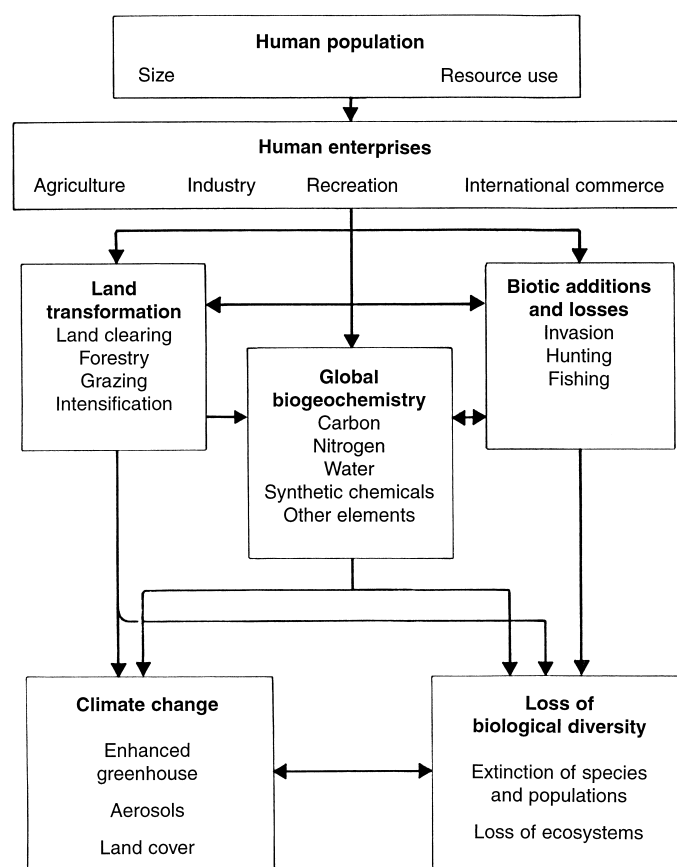 Human population
Size Resource use
Human enterprises
Agriculture Industry Recreation International commerce
Land
transformation
Land clearing
Forestry
Grazing
Intensification
Biotic additions
and losses
Invasion
Hunting
Fishing
Global
biogeochemistry
Carbon
Nitrogen
Water
Synthetic chemicals
Other elements
Climate change
Enhanced
greenhouse
Aerosols
Land cover
Loss of
biological diversity
Extinction of species
and populations
Loss of ecosystems